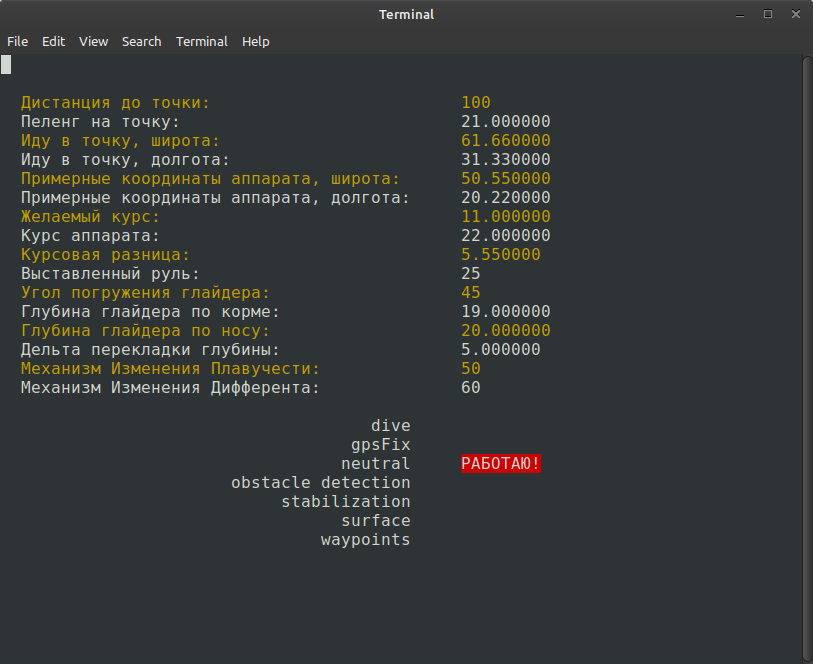 Terminal
File Edit View Search Terminal Help
Дистанция до точки: 100
Пеленг на точку: 21.000000
Иду в точку, широта: 61.660000
Иду в точку, долгота: 31.330000
Примерные координаты аппарата, широта: 50.550000
Примерные координаты аппарата, долгота: 20.220000
Желаемый курс: 11.000000
Курс аппарата: 22.000000
Курсовая разница: 5.550000
Выставленный руль: 25
Угол погружения глайдера: 45
Глубина глайдера по корме: 19.000000
Глубина глайдера по носу: 20.000000
Дельта перекладки глубины: 5.000000
Механизм Изменения Плавучести: 50
Механизм Изменения Дифферента: 60
dive
gpsFix
neutral РАБОТАЮ!
obstacle detection
stabilization
surface
waypoints